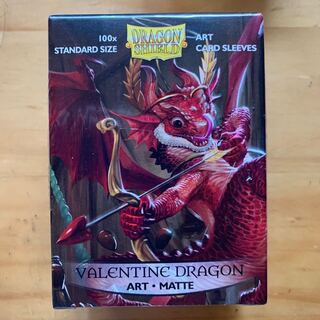 100x
STANDARD SIZE
DRAGON
SHIELD
ART
CARD SLEEVES
VALENTINE DRAGON
ART • MATTE